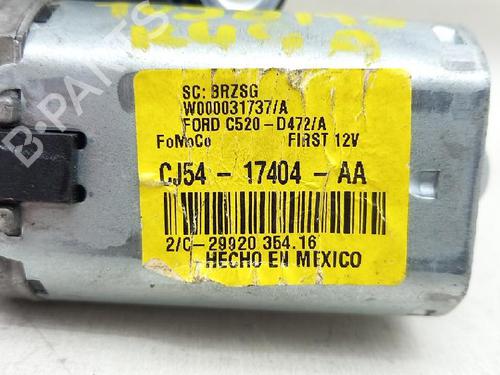 SC: BRZSG
W000031737/A
FORD C520-D472/A
FoMoCo FIRST 12V
CJ54 - 17404 - AA
2/C-29920 354.16
HECHO EN MEXICO
B-PARTS